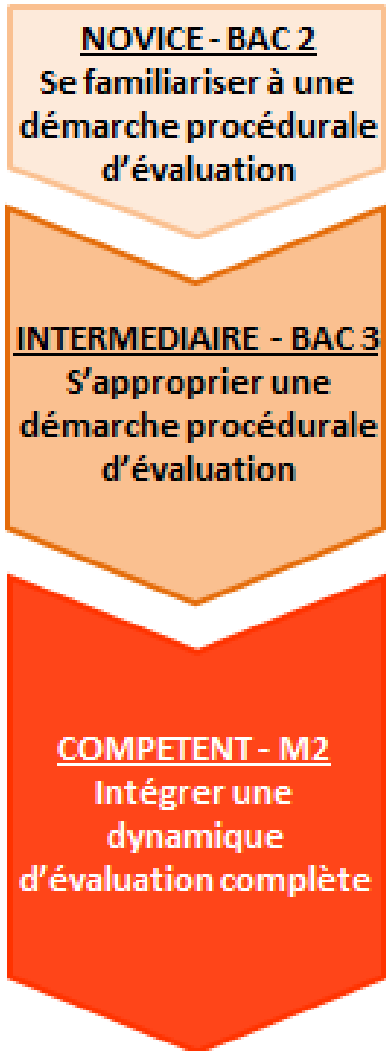 NOVICE - BAC 2
Se familiariser à une
démarche procédurale
d'évaluation
INTERMEDIAIRE - BAC 3
S'approprier une
démarche procédurale
d'évaluation
COMPETENT - M2
Intégrer une
dynamique
d'évaluation complète